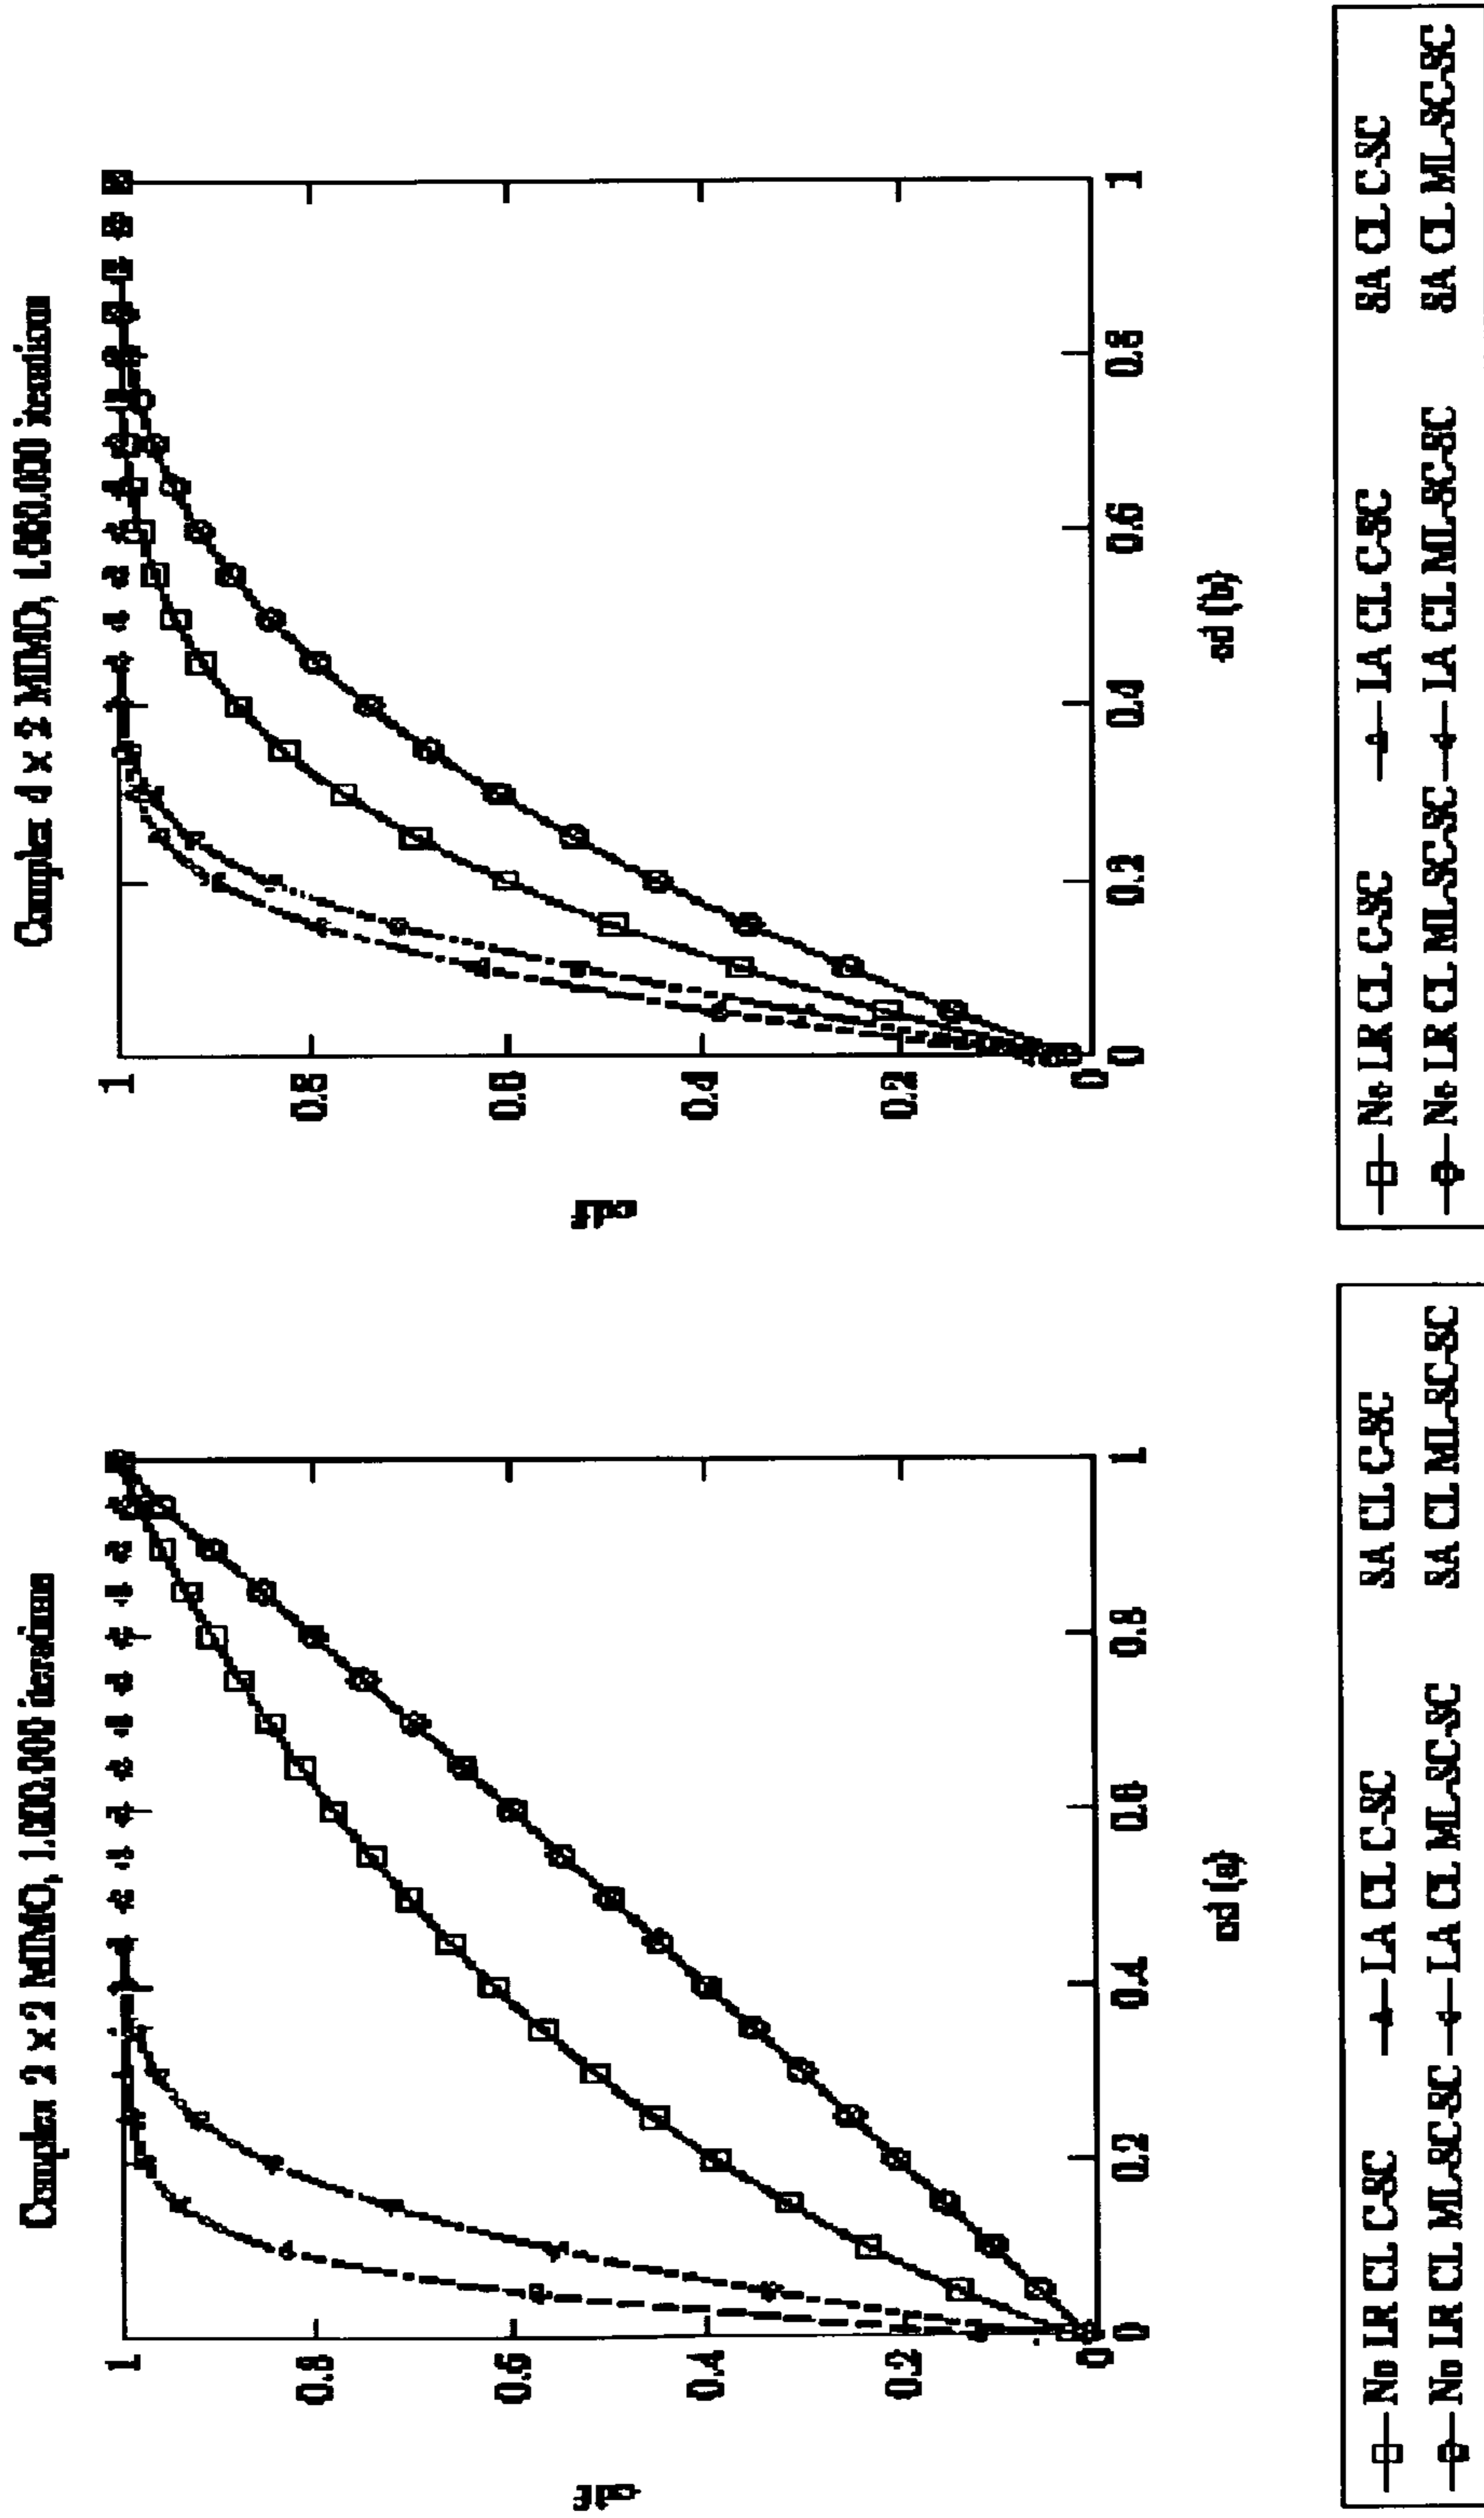 Complex 2 x 2 MIMO, 1,000,000 iterations
1
0.8
0.6
0.4
0.2
0
0
0.2
0.4
0.6
0.8
1
cdf
od (a)
No LR CL C-SC
LA CL C-SC
SA CL C-SC
No LR CL ML-SC-SC
LA CL ML-SC-SC
SA CL ML-SC-SC
Complex 4 x 2 MIMO, 1,000,000 iterations
1
0.8
0.6
0.4
0.2
0
0
0.2
0.4
0.6
0.8
1
cdf
od (b)
No LR CL C-SC
LA CL C-SC
SA CL C-SC
No LR CL ML-SC-SC
LA CL ML-SC-SC
SA CL ML-SC-SC